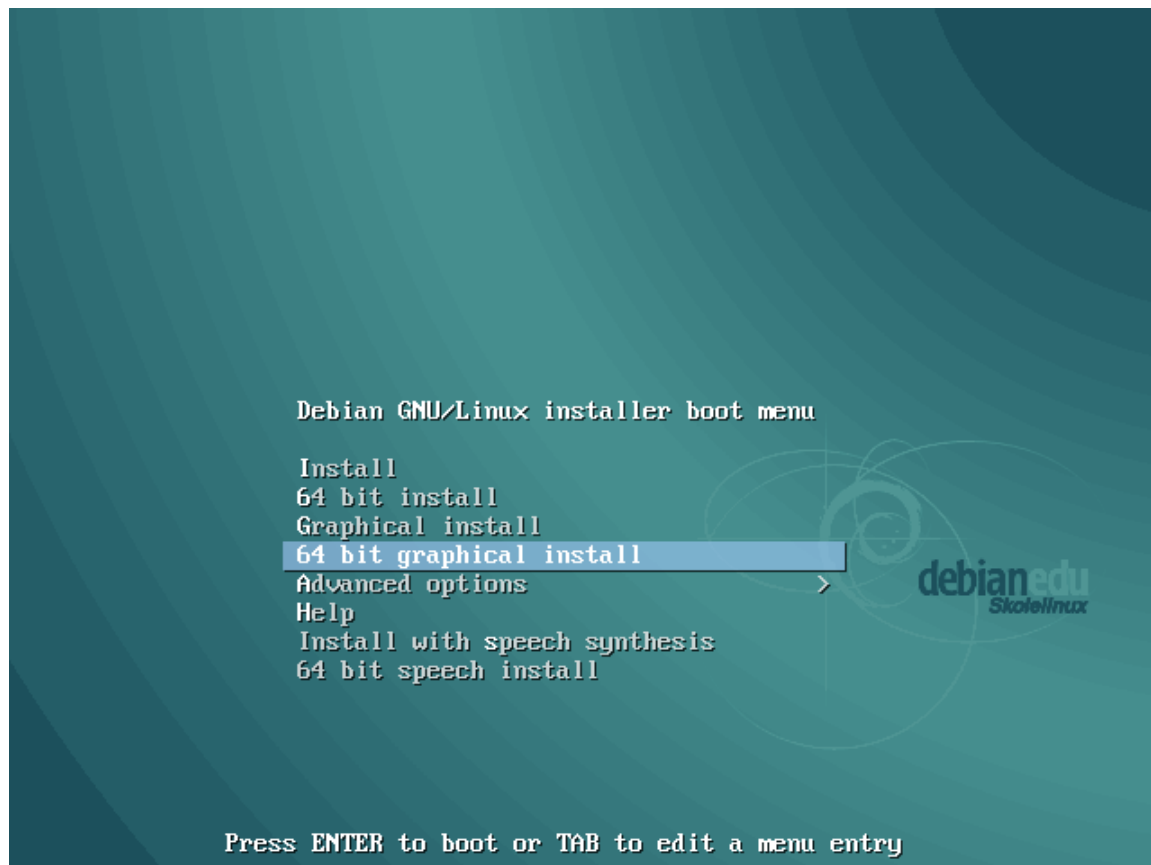 Debian GNU/Linux installer boot menu
Install
64 bit install
Graphical install
64 bit graphical install
Advanced options >
Help
Install with speech synthesis
64 bit speech install
debianedu
Skolelinux
Press ENTER to boot or TAB to edit a menu entry